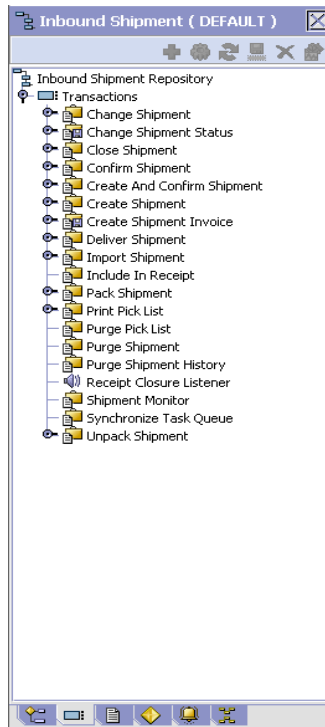 Inbound Shipment ( DEFAULT )
Inbound Shipment Repository
Transactions
Change Shipment
Change Shipment Status
Close Shipment
Confirm Shipment
Create And Confirm Shipment
Create Shipment
Create Shipment Invoice
Deliver Shipment
Import Shipment
Include In Receipt
Pack Shipment
Print Pick List
Purge Pick List
Purge Shipment
Purge Shipment History
Receipt Closure Listener
Shipment Monitor
Synchronize Task Queue
Unpack Shipment